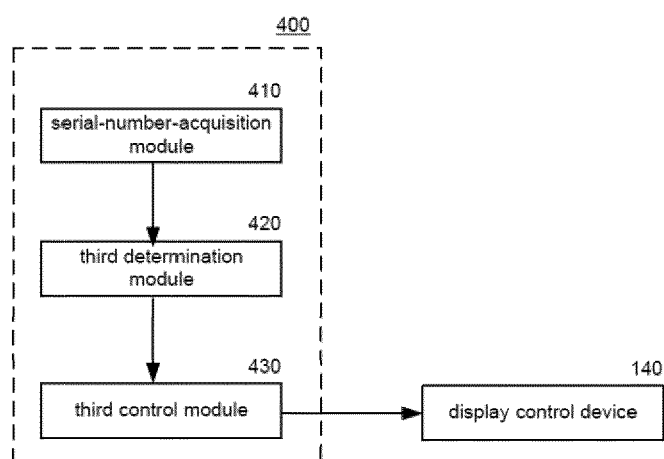 400
410
serial-number-acquisition
module
420
third determination
module
430
third control module
140
display control device